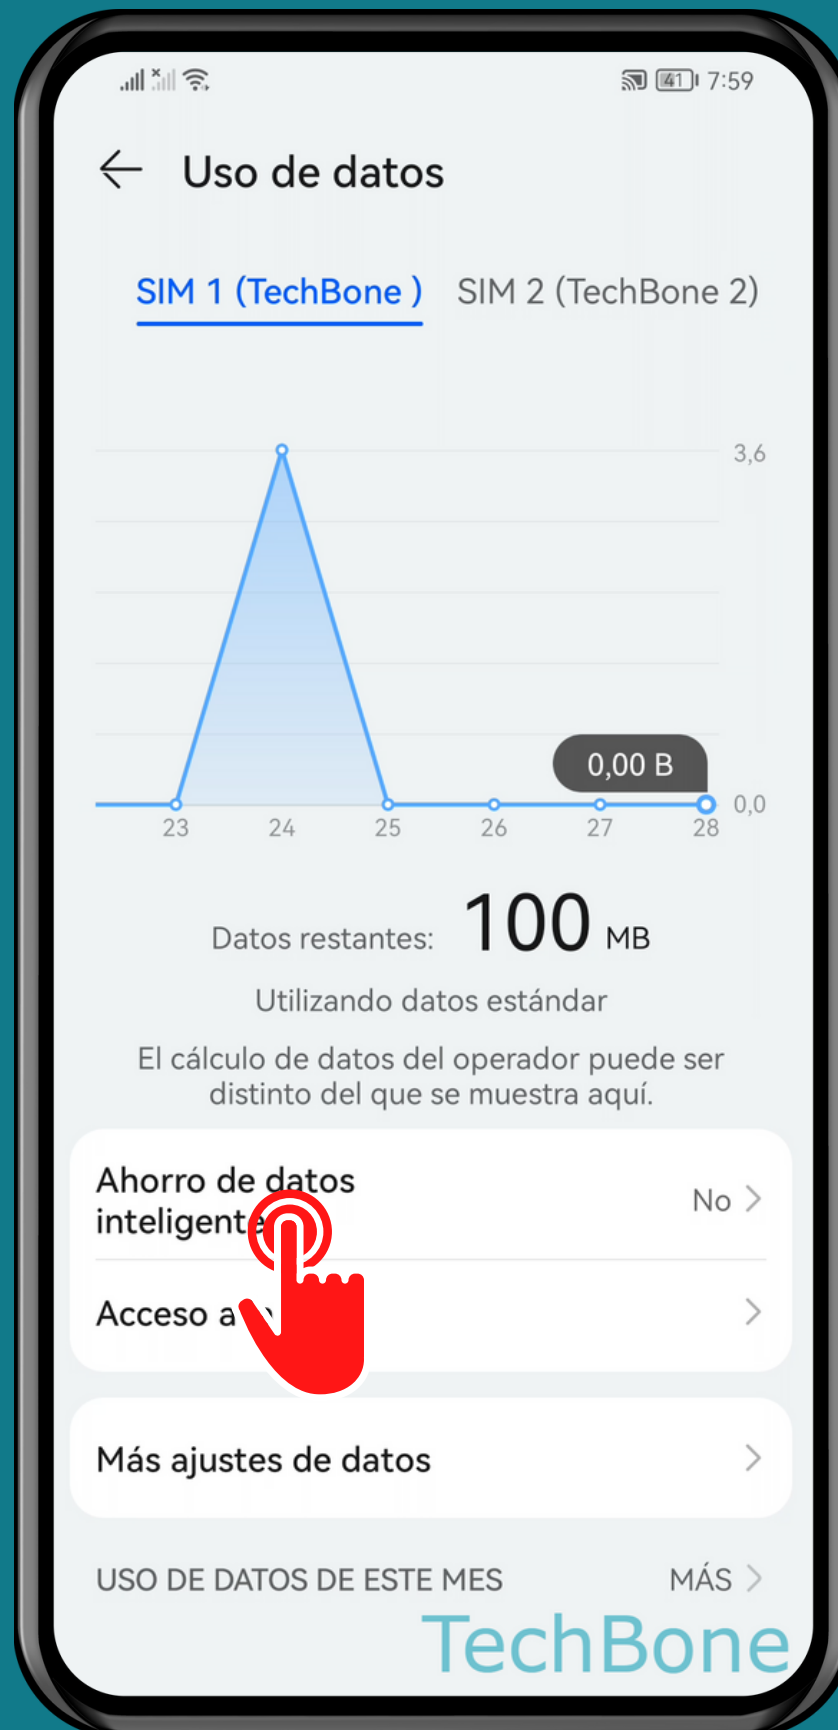 41 7:59
Uso de datos
SIM 1 (TechBone ) SIM 2 (TechBone 2)
3,6
0,00 B
0,0
23 24 25 26 27 28
Datos restantes: 100 MB
Utilizando datos estándar
El cálculo de datos del operador puede ser
distinto del que se muestra aquí.
Ahorro de datos
inteligente
No
Acceso a
Más ajustes de datos
USO DE DATOS DE ESTE MES MÁS
TechBone